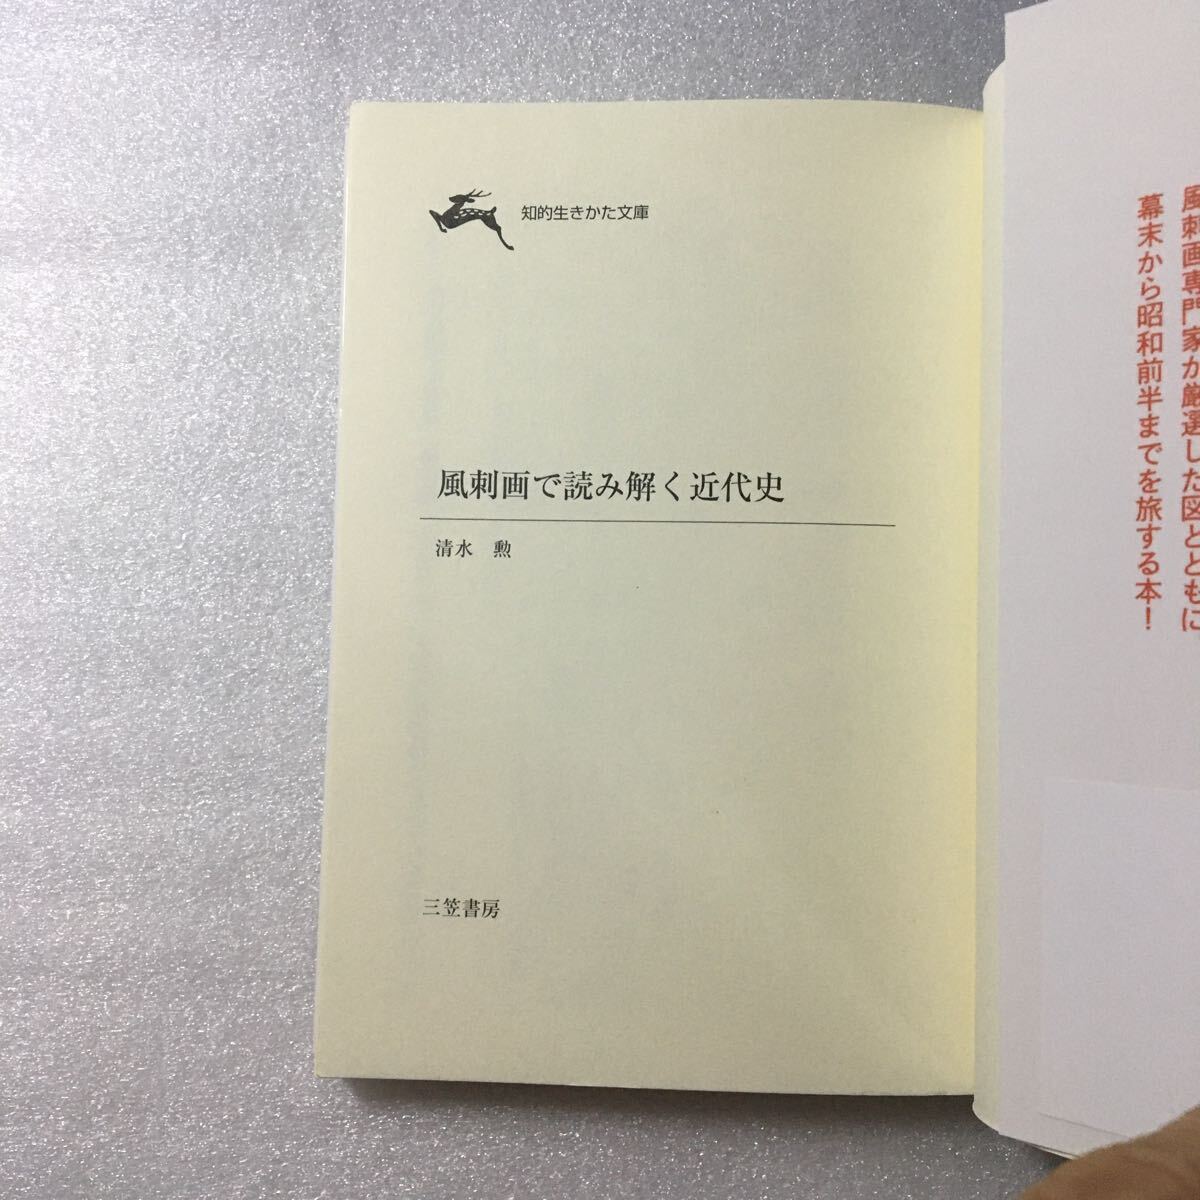 知的生きかた文庫
風刺画で読み解く近代史
清水 勲
三笠書房
風刺画専門家が厳選した図とともに
幕末から昭和前半までを旅する本！